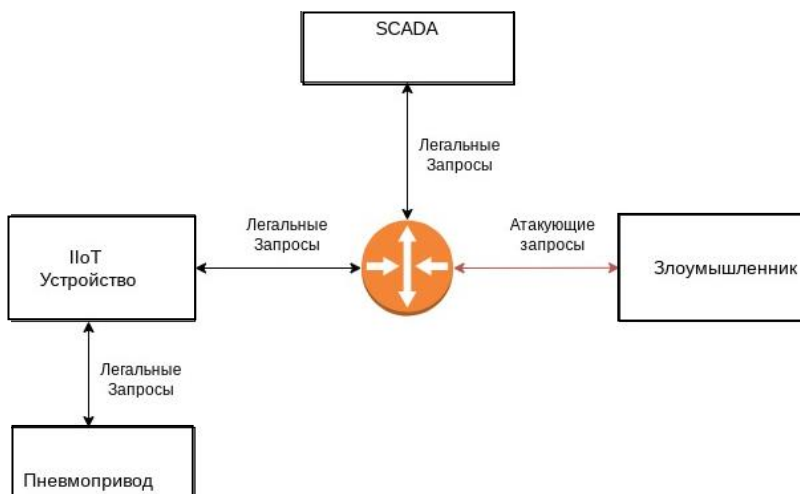 SCADA
Легальные
Запросы
Легальные
Запросы
Атакующие
запросы
IIoT
Устройство
Злоумышленник
Легальные
Запросы
Пневмопривод